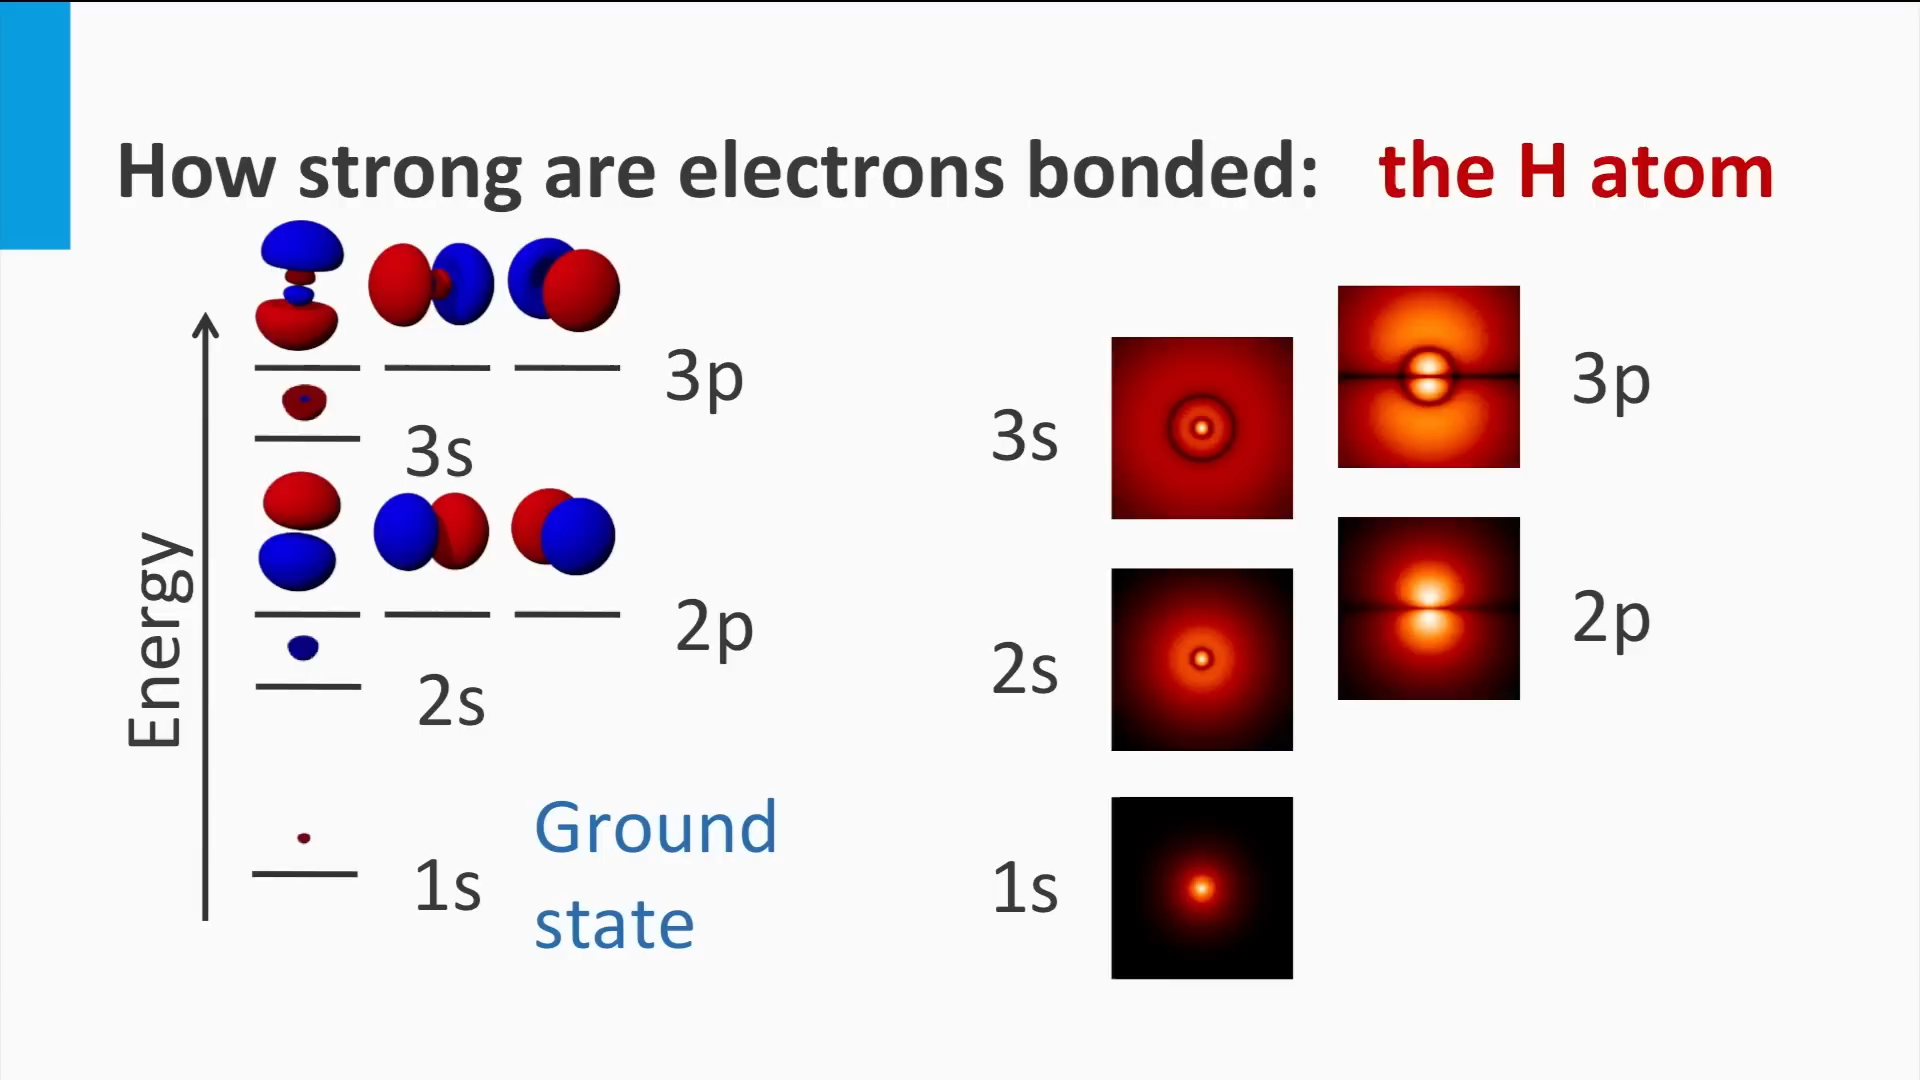 How strong are electrons bonded: the H atom
3p
3s
2p
2s
1s
Energy
Ground
state
3s
3p
2s
2p
1s